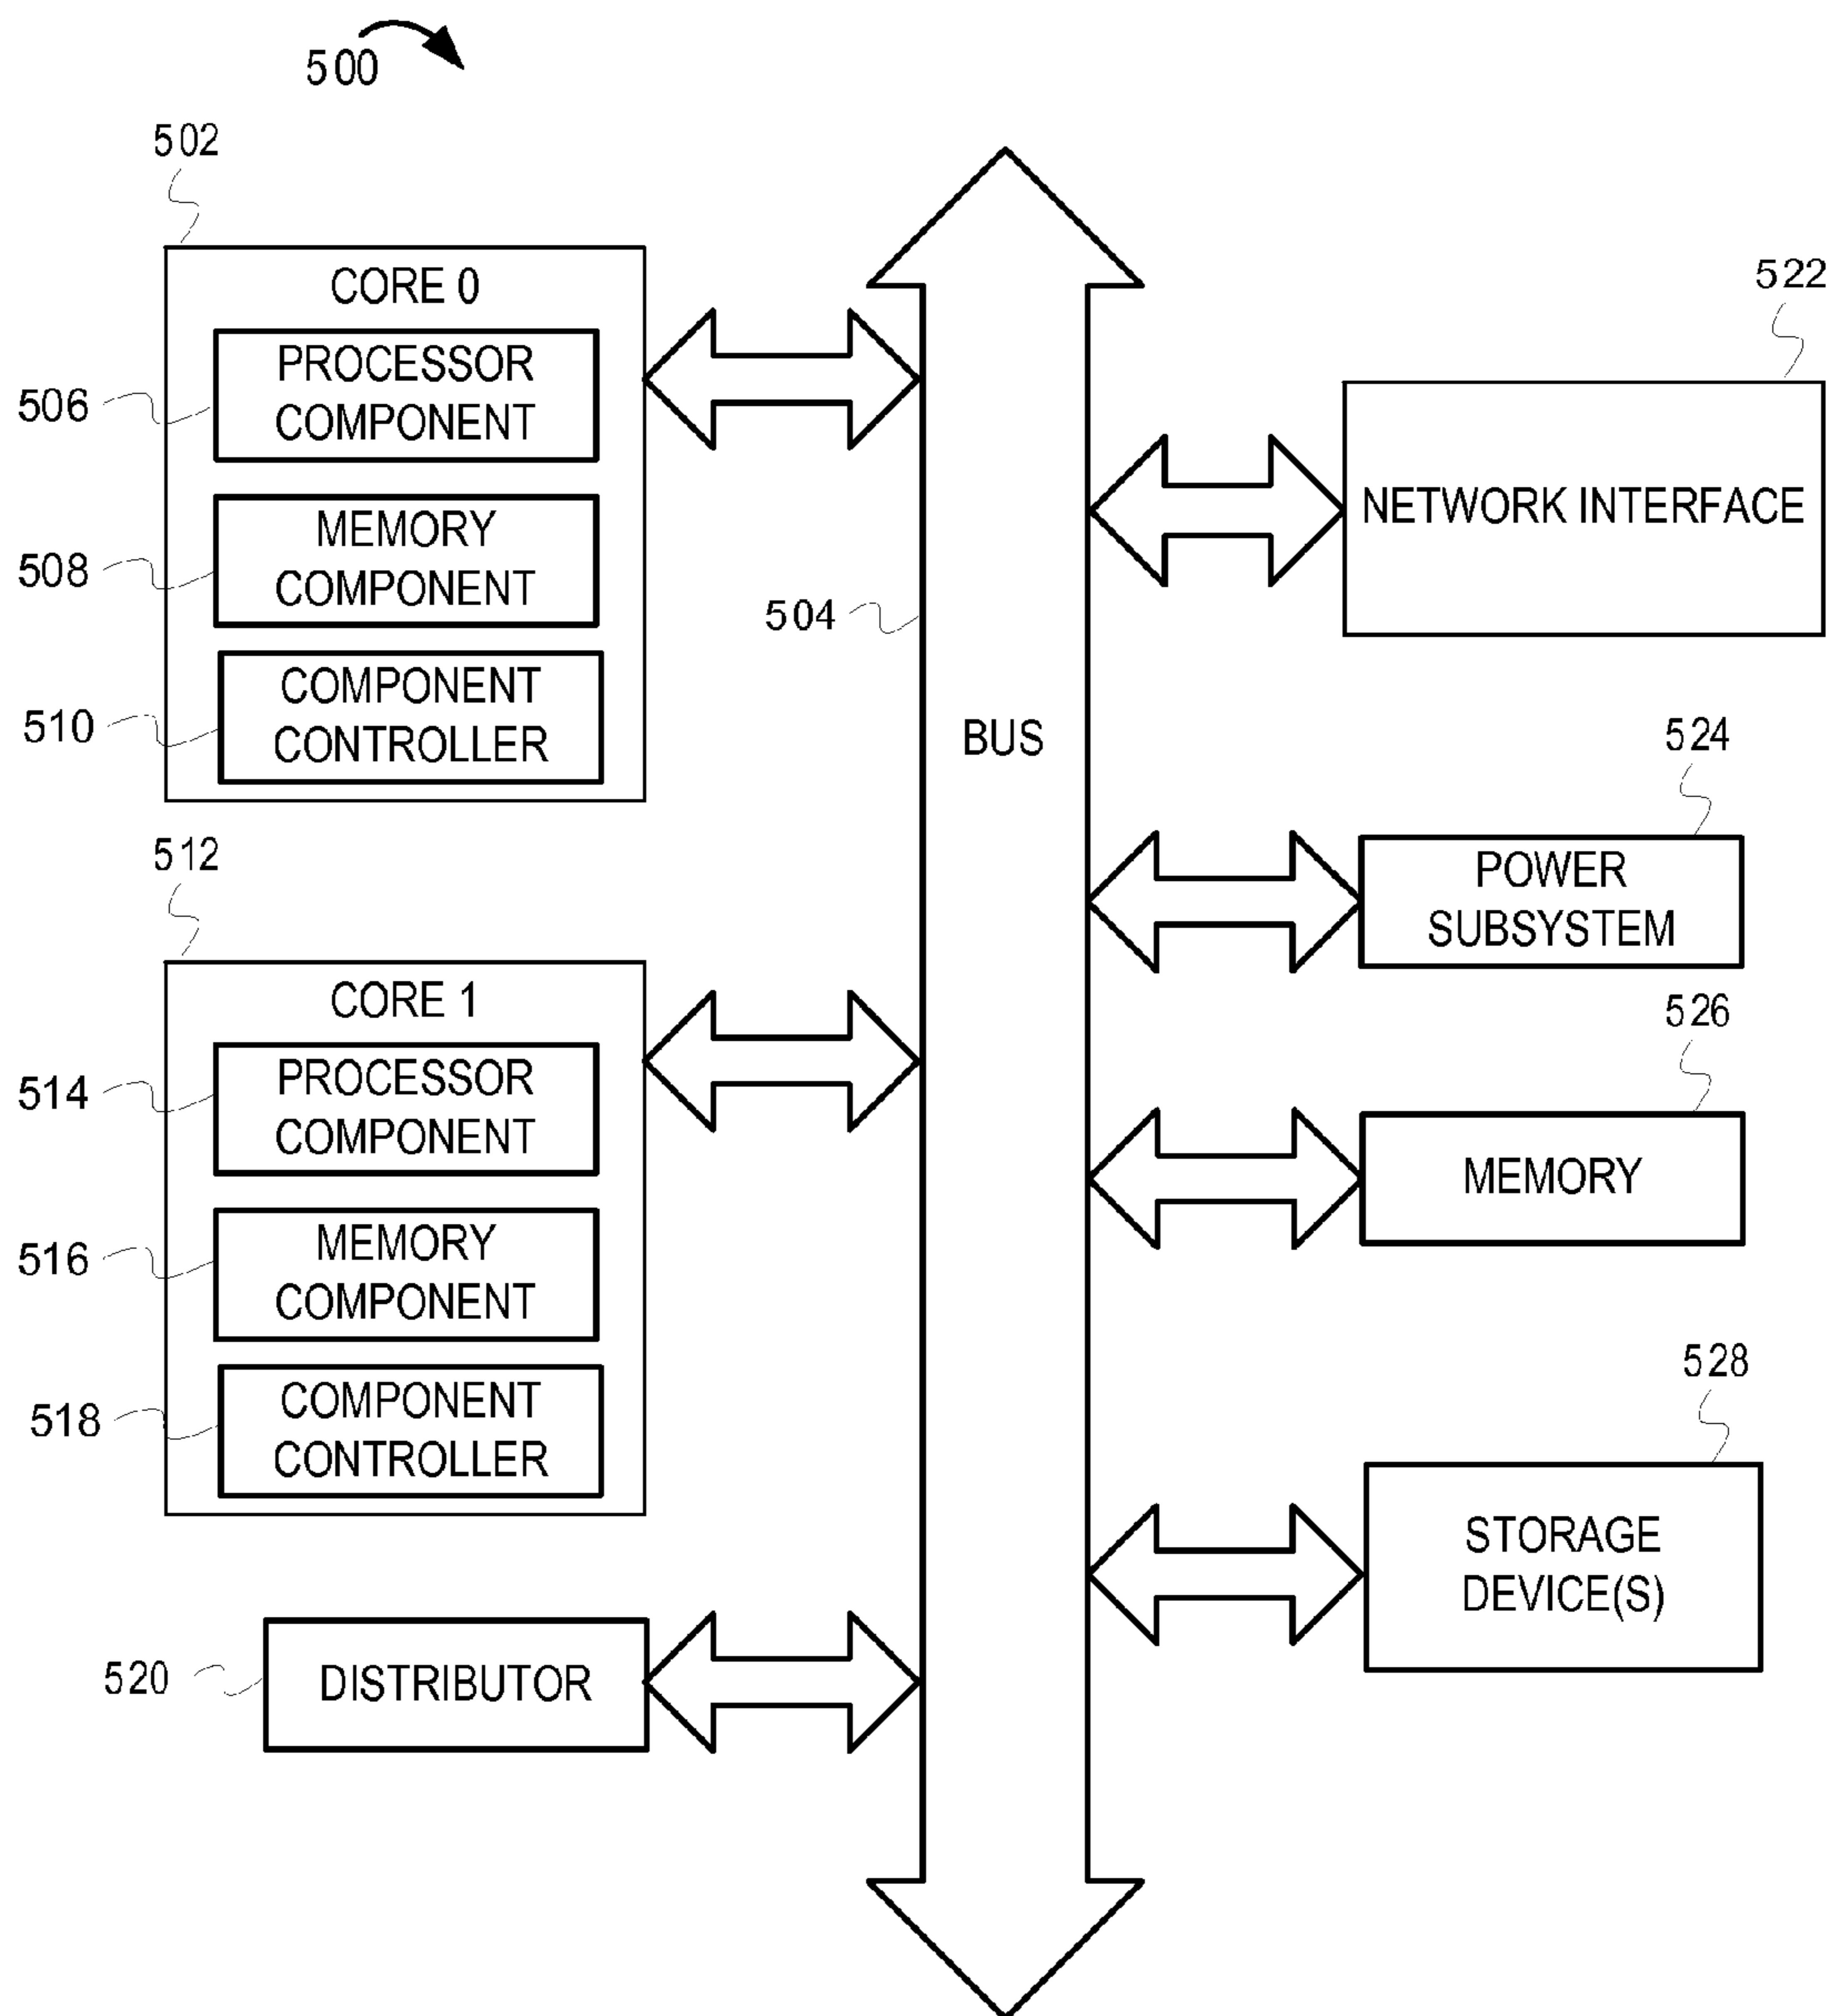 500
502
CORE 0
PROCESSOR
COMPONENT
506
MEMORY
COMPONENT
508
COMPONENT
CONTROLLER
510
512
CORE 1
PROCESSOR
COMPONENT
514
MEMORY
COMPONENT
516
COMPONENT
CONTROLLER
518
520
DISTRIBUTOR
504
BUS
522
NETWORK INTERFACE
524
POWER
SUBSYSTEM
526
MEMORY
528
STORAGE
DEVICE(S)